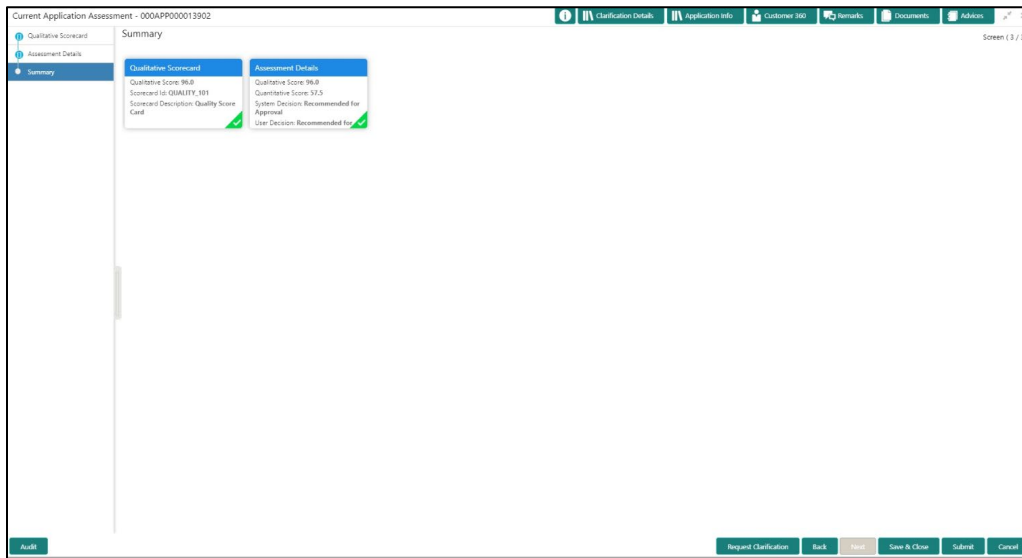 Current Application Assessment - 000APP000013902
Clarification Details
Application Info
Customer 360
Remarks
Documents
Advices
Qualitative Scorecard
Assessment Details
Summary
Summary
Screen ( 3 /
Qualitative Scorecard
Qualitative Score: 96.0
Scorecard Id: QUALITY_101
Scorecard Description: Quality Score
Card
Assessment Details
Qualitative Score: 96.0
Quantitative Score: 57.5
System Decision: Recommended for
Approval
User Decision: Recommended for
Audit
Request Clarification
Back
Next
Save & Close
Submit
Cancel